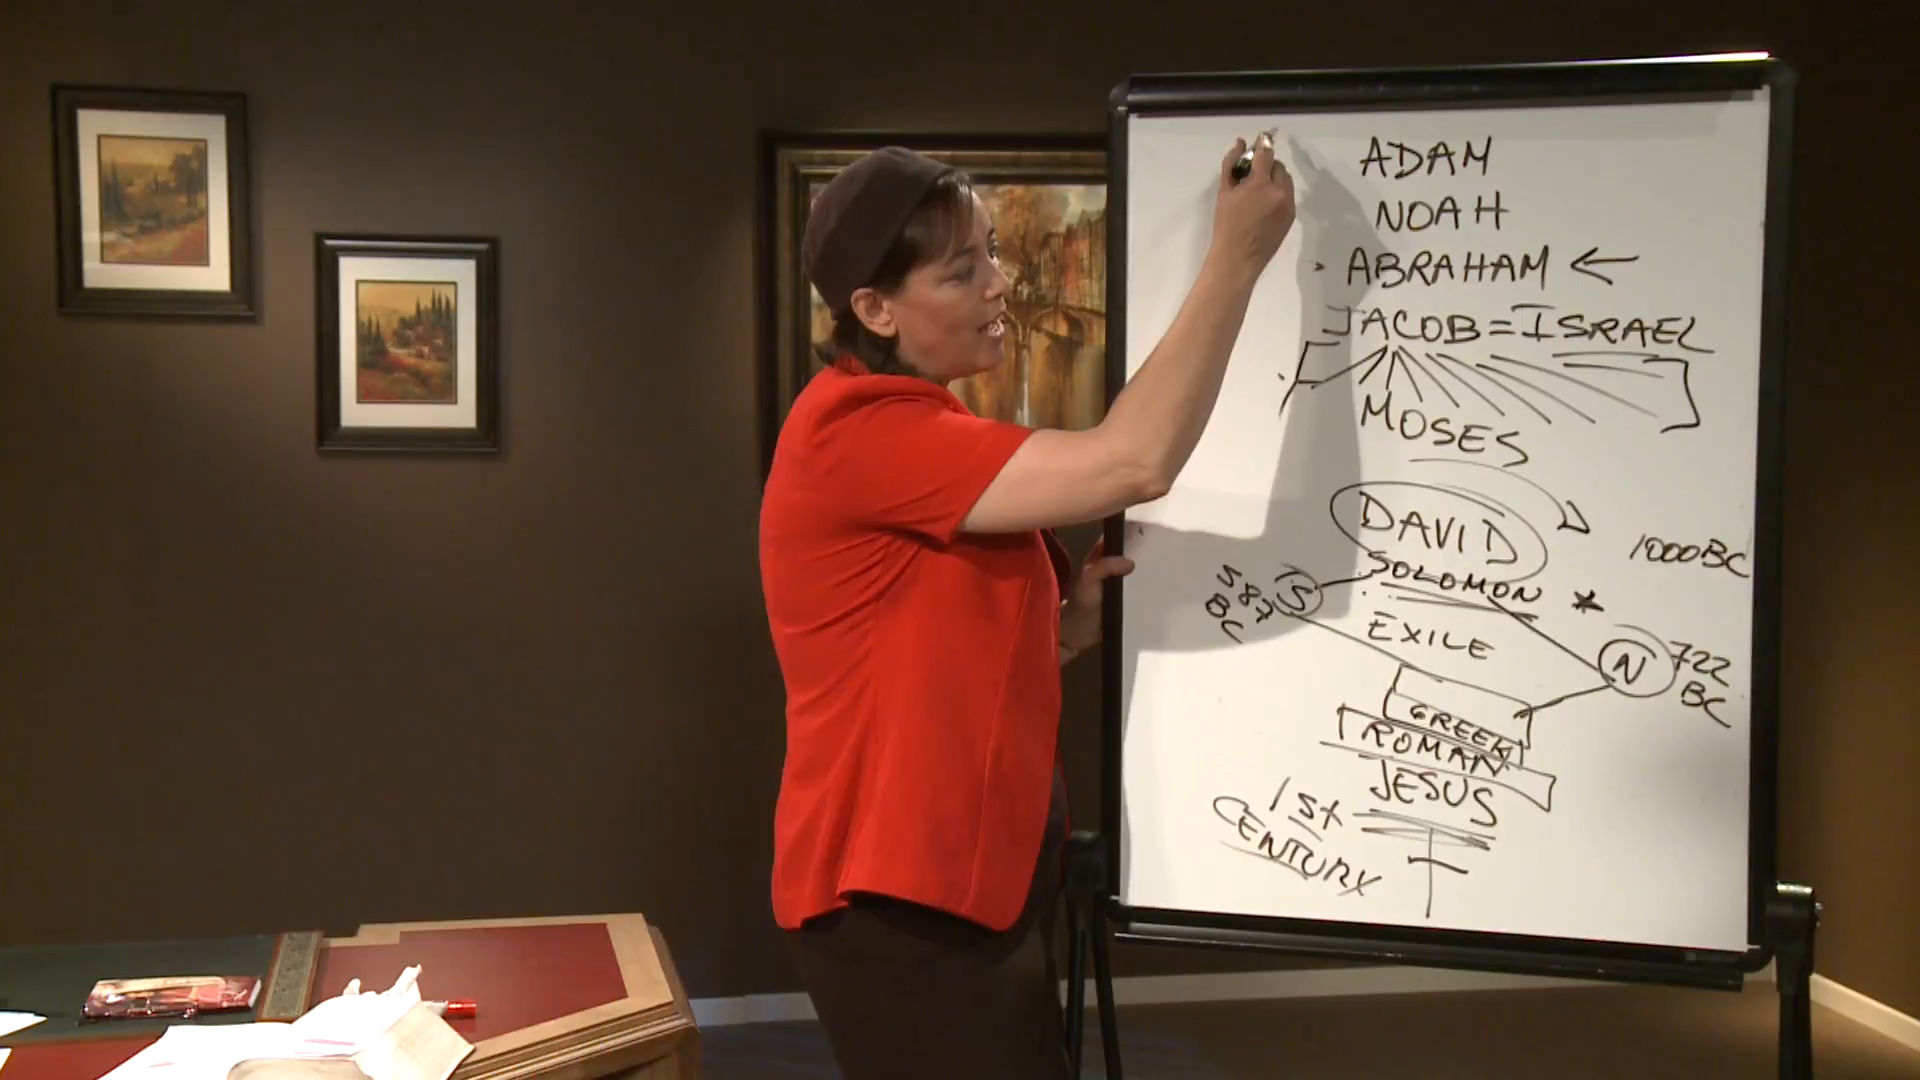 ADAM
NOAH
ABRAHAM ←
JACOB = ISRAEL
MOSES
DAVID
1000BC
SOLOMON *
S
587
BC
EXILE
N
722
BC
GREEK
ROMAN
JESUS
1st
CENTURY